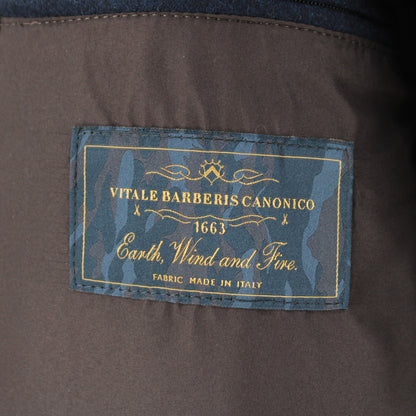 VITALE BARBERIS CANONICO
1663
Earth, Wind and Fire.
FABRIC MADE IN ITALY